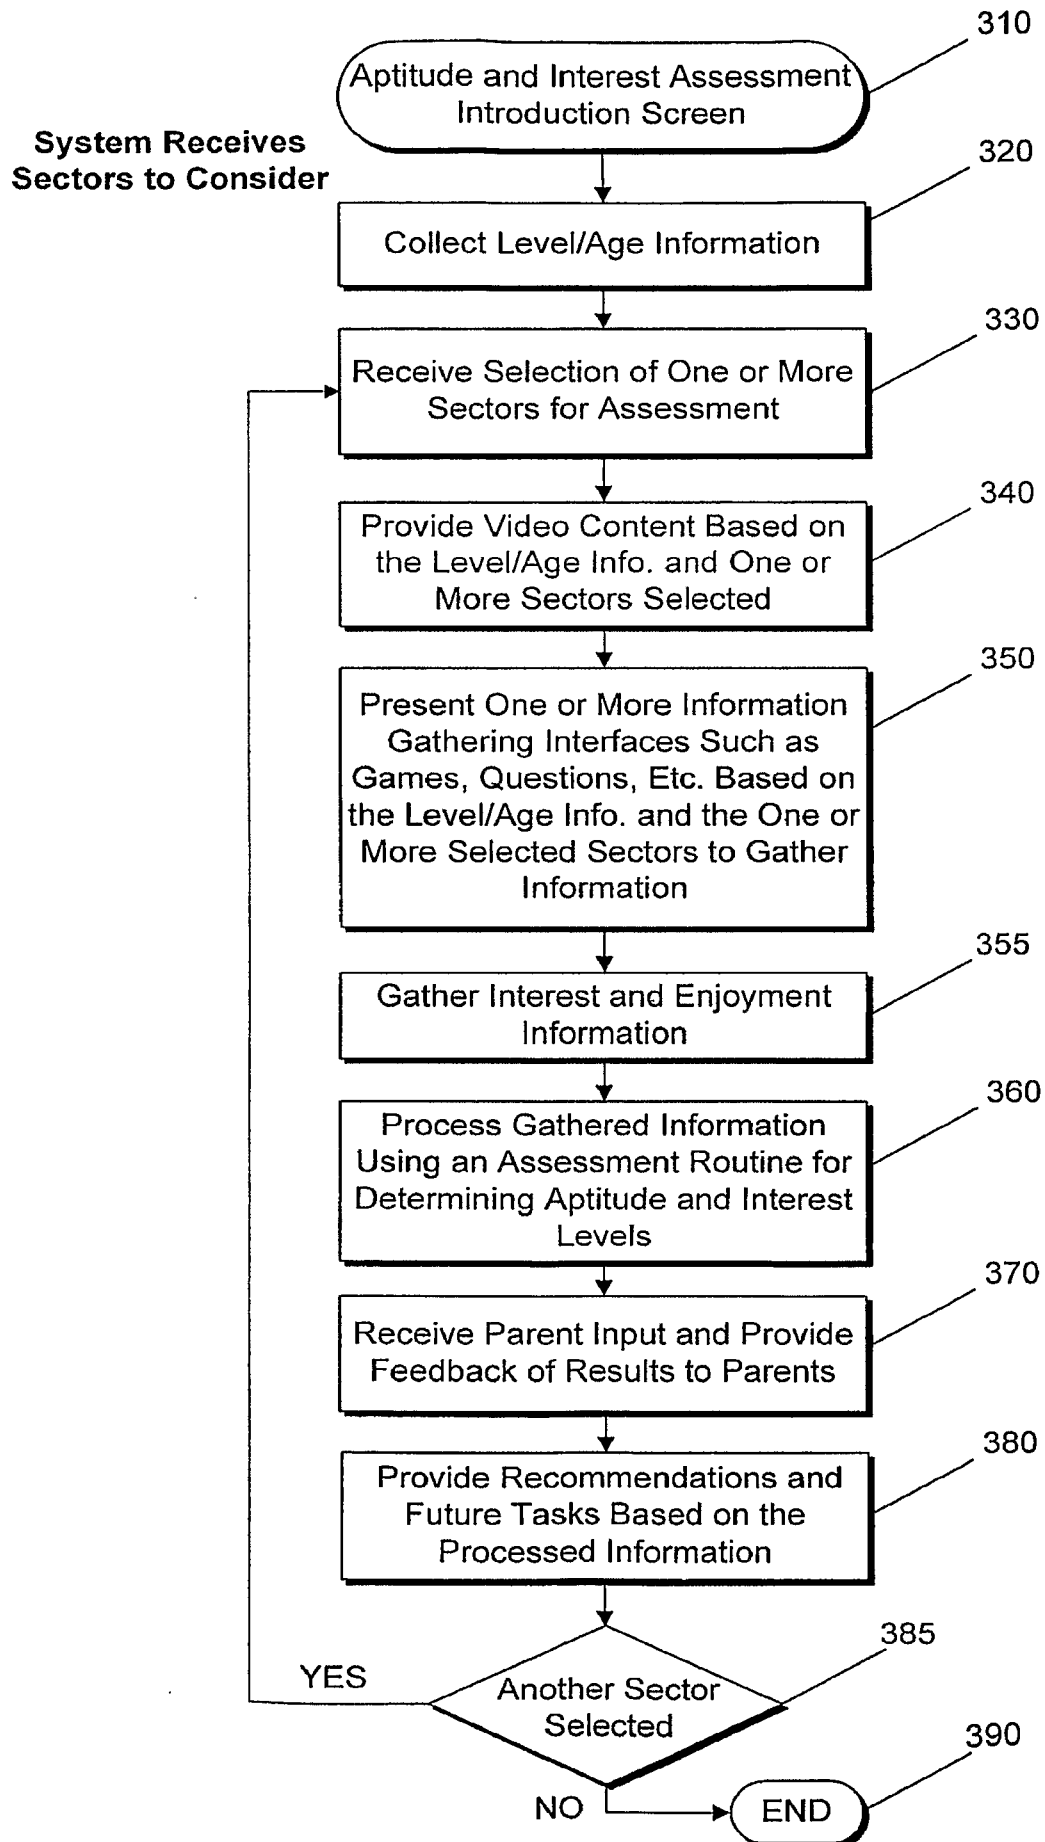 310
Aptitude and Interest Assessment
Introduction Screen
System Receives
Sectors to Consider
320
Collect Level/Age Information
330
Receive Selection of One or More
Sectors for Assessment
340
Provide Video Content Based on
the Level/Age Info. and One or
More Sectors Selected
350
Present One or More Information
Gathering Interfaces Such as
Games, Questions, Etc. Based on
the Level/Age Info. and the One or
More Selected Sectors to Gather
Information
355
Gather Interest and Enjoyment
Information
360
Process Gathered Information
Using an Assessment Routine for
Determining Aptitude and Interest
Levels
370
Receive Parent Input and Provide
Feedback of Results to Parents
380
Provide Recommendations and
Future Tasks Based on the
Processed Information
385
YES
Another Sector
Selected
390
NO
END